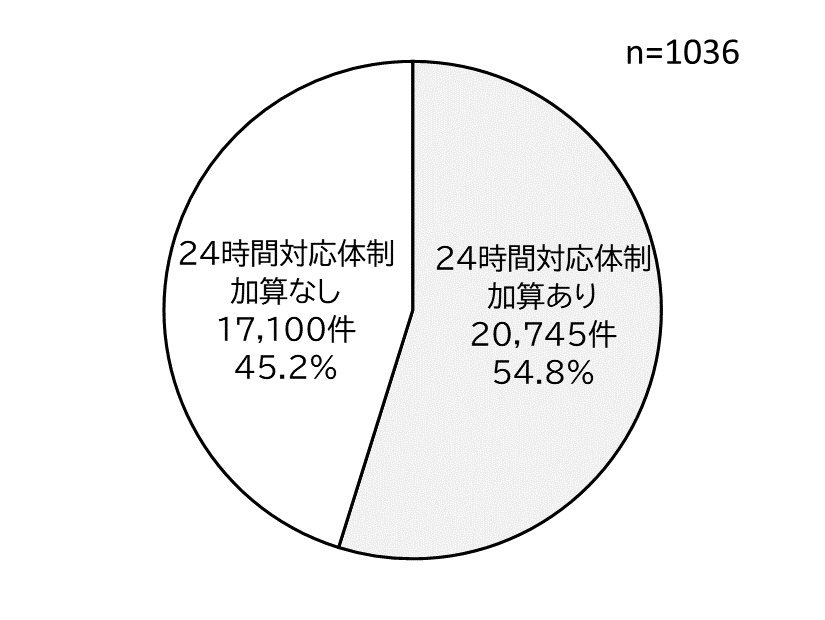 n=1036
24時間対応体制
加算なし
17,100件
45.2%
24時間対応体制
加算あり
20,745件
54.8%